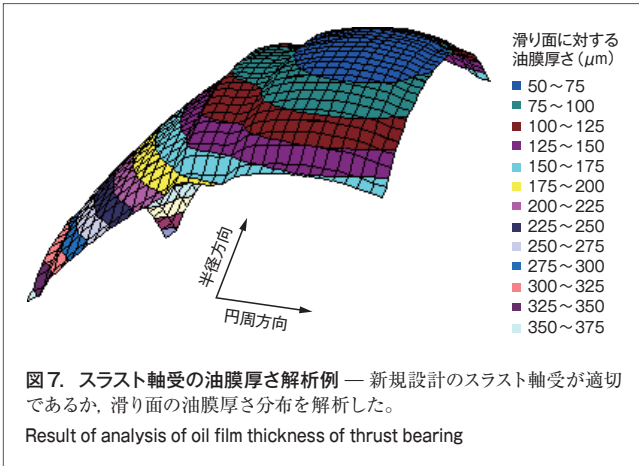 滑り面に対する
油膜厚さ(μm)
50~75
75~100
100~125
125~150
150~175
175~200
200~225
225~250
250~275
275~300
300~325
325~350
350~375
半径方向
円周方向
図7. スラスト軸受の油膜厚さ解析例 — 新規設計のスラスト軸受が適切
であるか, 滑り面の油膜厚さ分布を解析した。
Result of analysis of oil film thickness of thrust bearing